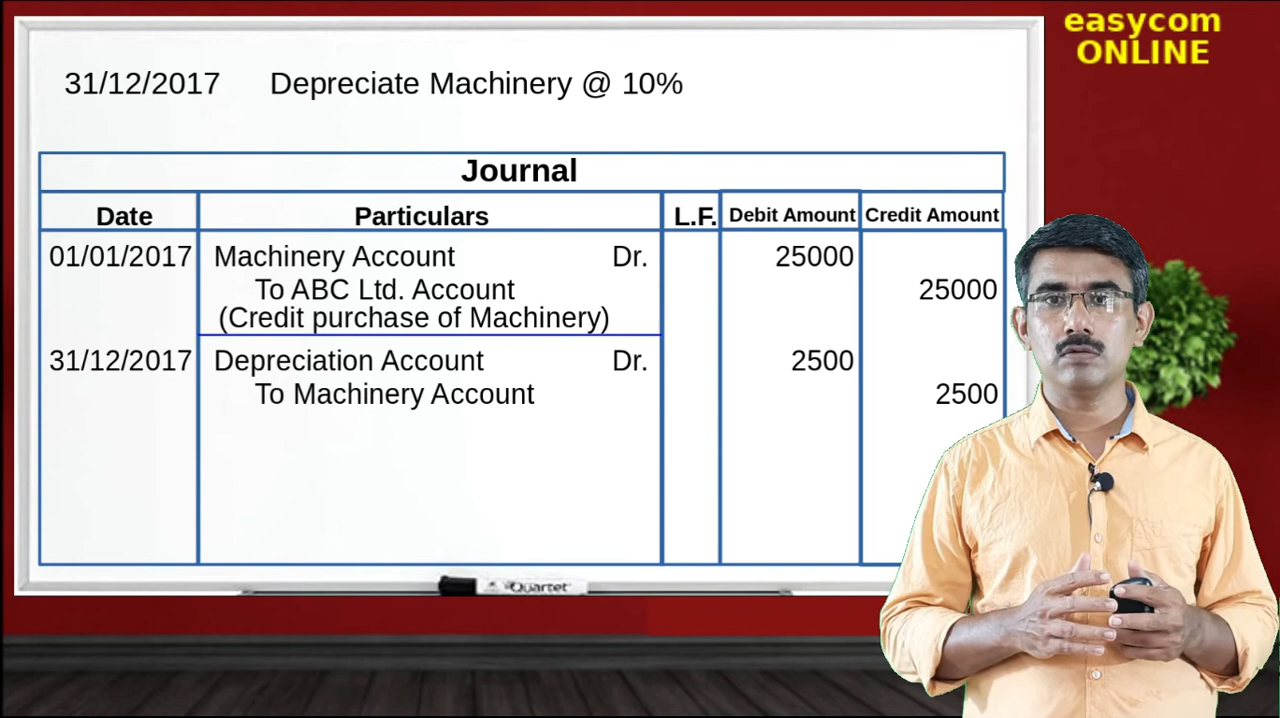 easycom
ONLINE
31/12/2017 Depreciate Machinery @ 10%
Journal
Date Particulars L.F. Debit Amount Credit Amount
01/01/2017 Machinery Account Dr. 25000
To ABC Ltd. Account 25000
(Credit purchase of Machinery)
31/12/2017 Depreciation Account Dr. 2500
To Machinery Account 2500
Quartet